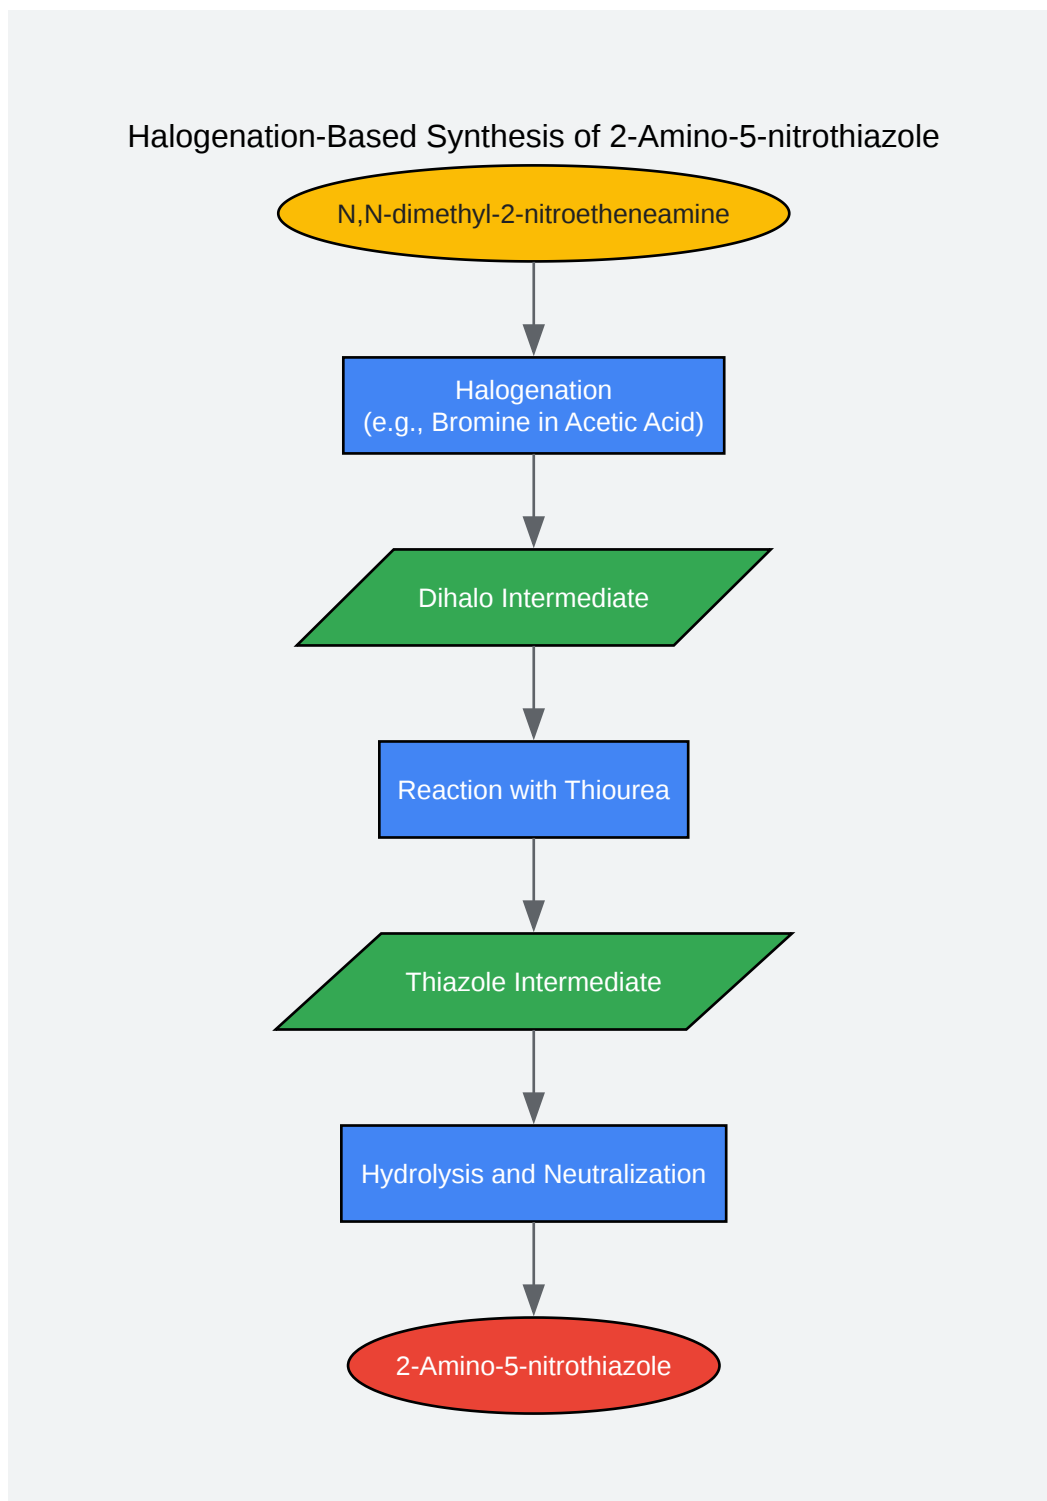 Halogenation-Based Synthesis of 2-Amino-5-nitrothiazole
N,N-dimethyl-2-nitroetheneamine
Halogenation
(e.g., Bromine in Acetic Acid)
Dihalo Intermediate
Reaction with Thiourea
Thiazole Intermediate
Hydrolysis and Neutralization
2-Amino-5-nitrothiazole